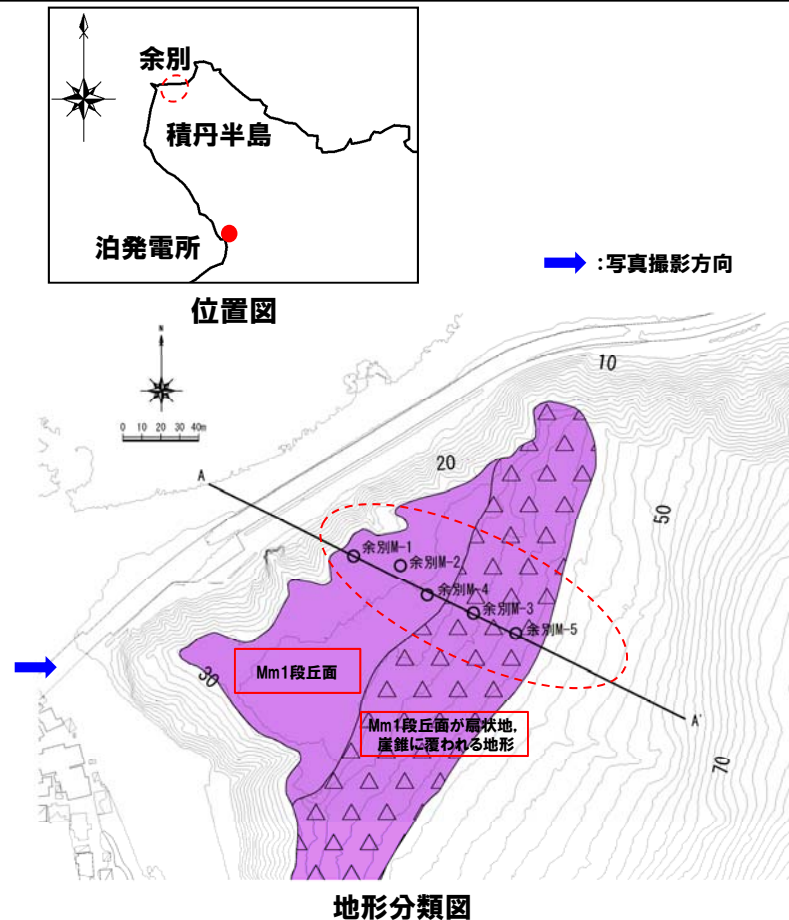 余別
積丹半島
泊発電所
位置図
:写真撮影方向
N
0 10 20 30 40m
10
A
20
50
余別M-1
余別M-2
余別M-4
余別M-3
余別M-5
Mm1段丘面
30
Mm1段丘面が扇状地,
崖錐に覆われる地形
A'
70
地形分類図